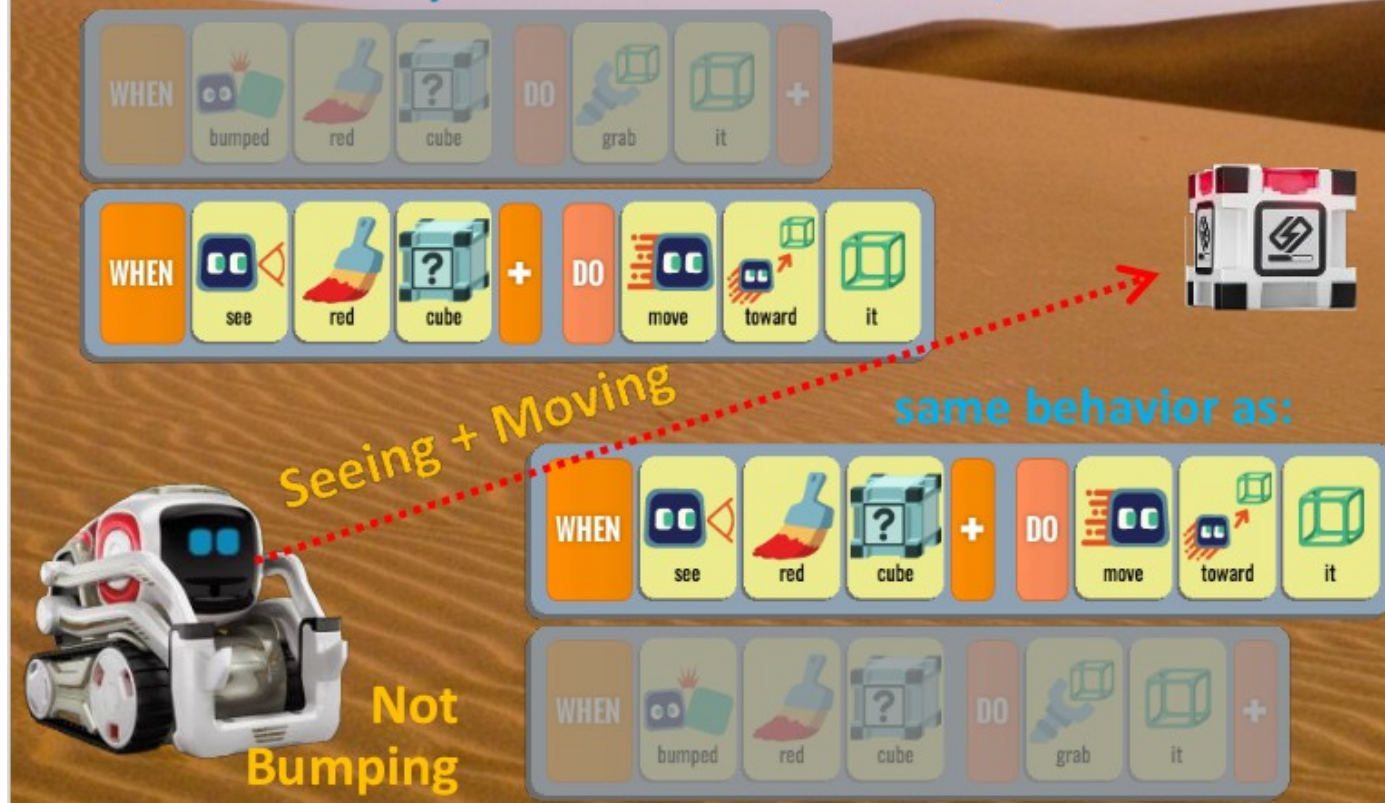 WHEN bumped red cube DO grab it +
WHEN see red cube + DO move toward it
Seeing + Moving
same behavior as:
WHEN see red cube + DO move toward it
Not
Bumping
WHEN bumped red cube DO grab it +